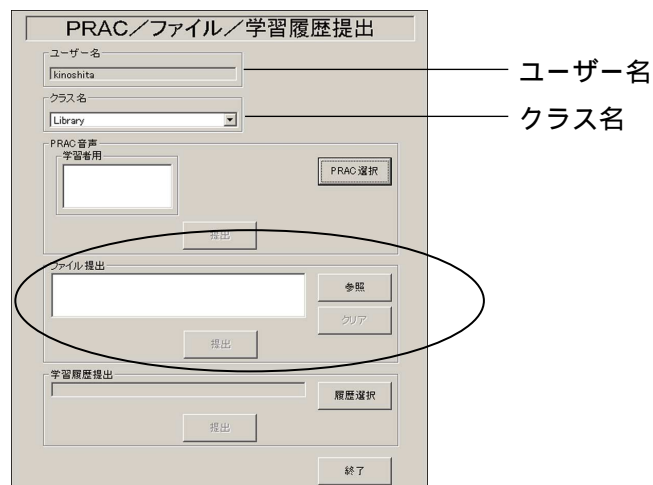 PRAC／ファイル／学習履歴提出
ユーザー名
kinoshita
ユーザー名
クラス名
Library
クラス名
PRAC音声
学習者用
PRAC選択
提出
ファイル提出
参照
クリア
提出
学習履歴提出
履歴選択
提出
終了